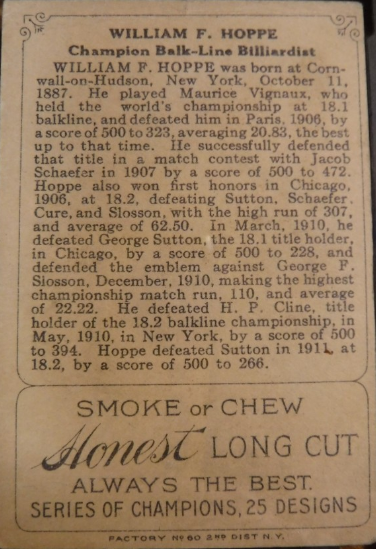 WILLIAM F. HOPPE
Champion Balk-Line Billiardist
WILLIAM F. HOPPE was born at Corn-
wall-on-Hudson, New York, October 11,
1887. He played Maurice Vignaux, who
held the world's championship at 18.1
balkline, and defeated him in Paris, 1906, by
a score of 500 to 323, averaging 20.83, the best
up to that time. He successfully defended
that title in a match contest with Jacob
Schaefer in 1907 by a score of 500 to 472.
Hoppe also won first honors in Chicago,
1906, at 18.2, defeating Sutton, Schaefer,
Cure, and Slosson, with the high run of 307,
and average of 62.50. In March, 1910, he
defeated George Sutton, the 18.1 title holder,
in Chicago, by a score of 500 to 228, and
defended the emblem against George F.
Slosson, December, 1910, making the highest
championship match run, 110, and average
of 22.22. He defeated H. P. Cline, title
holder of the 18.2 balkline championship, in
May, 1910, in New York, by a score of 500
to 394. Hoppe defeated Sutton in 1911, at
18.2, by a score of 500 to 266.
SMOKE or CHEW
Honest LONG CUT
ALWAYS THE BEST.
SERIES OF CHAMPIONS, 25 DESIGNS
FACTORY No 60 2ND DIST N.Y.